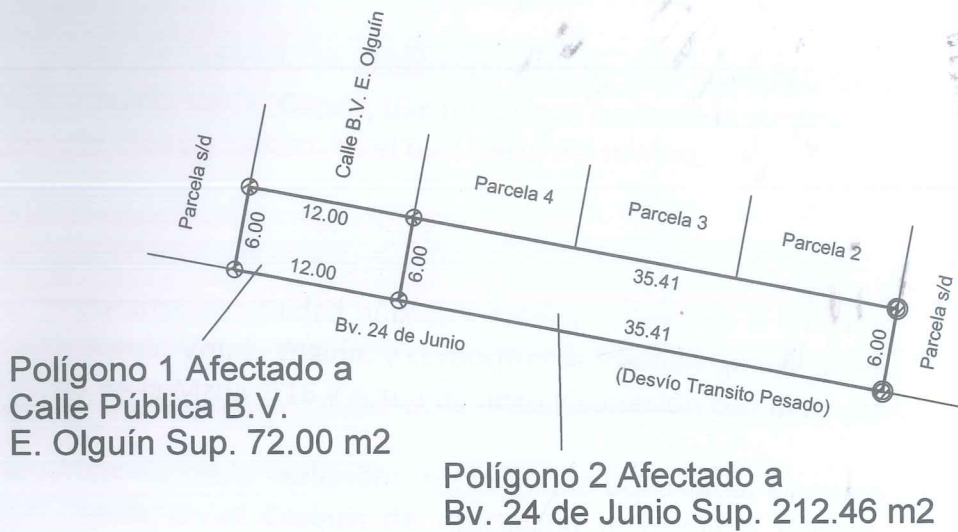 Calle B.V. E. Olguín
Parcela s/d
Parcela 4
Parcela 3
Parcela 2
Parcela s/d
12.00
6.00
12.00
6.00
35.41
35.41
6.00
Bv. 24 de Junio
(Desvío Transito Pesado)
Polígono 1 Afectado a
Calle Pública B.V.
E. Olguín Sup. 72.00 m2
Polígono 2 Afectado a
Bv. 24 de Junio Sup. 212.46 m2